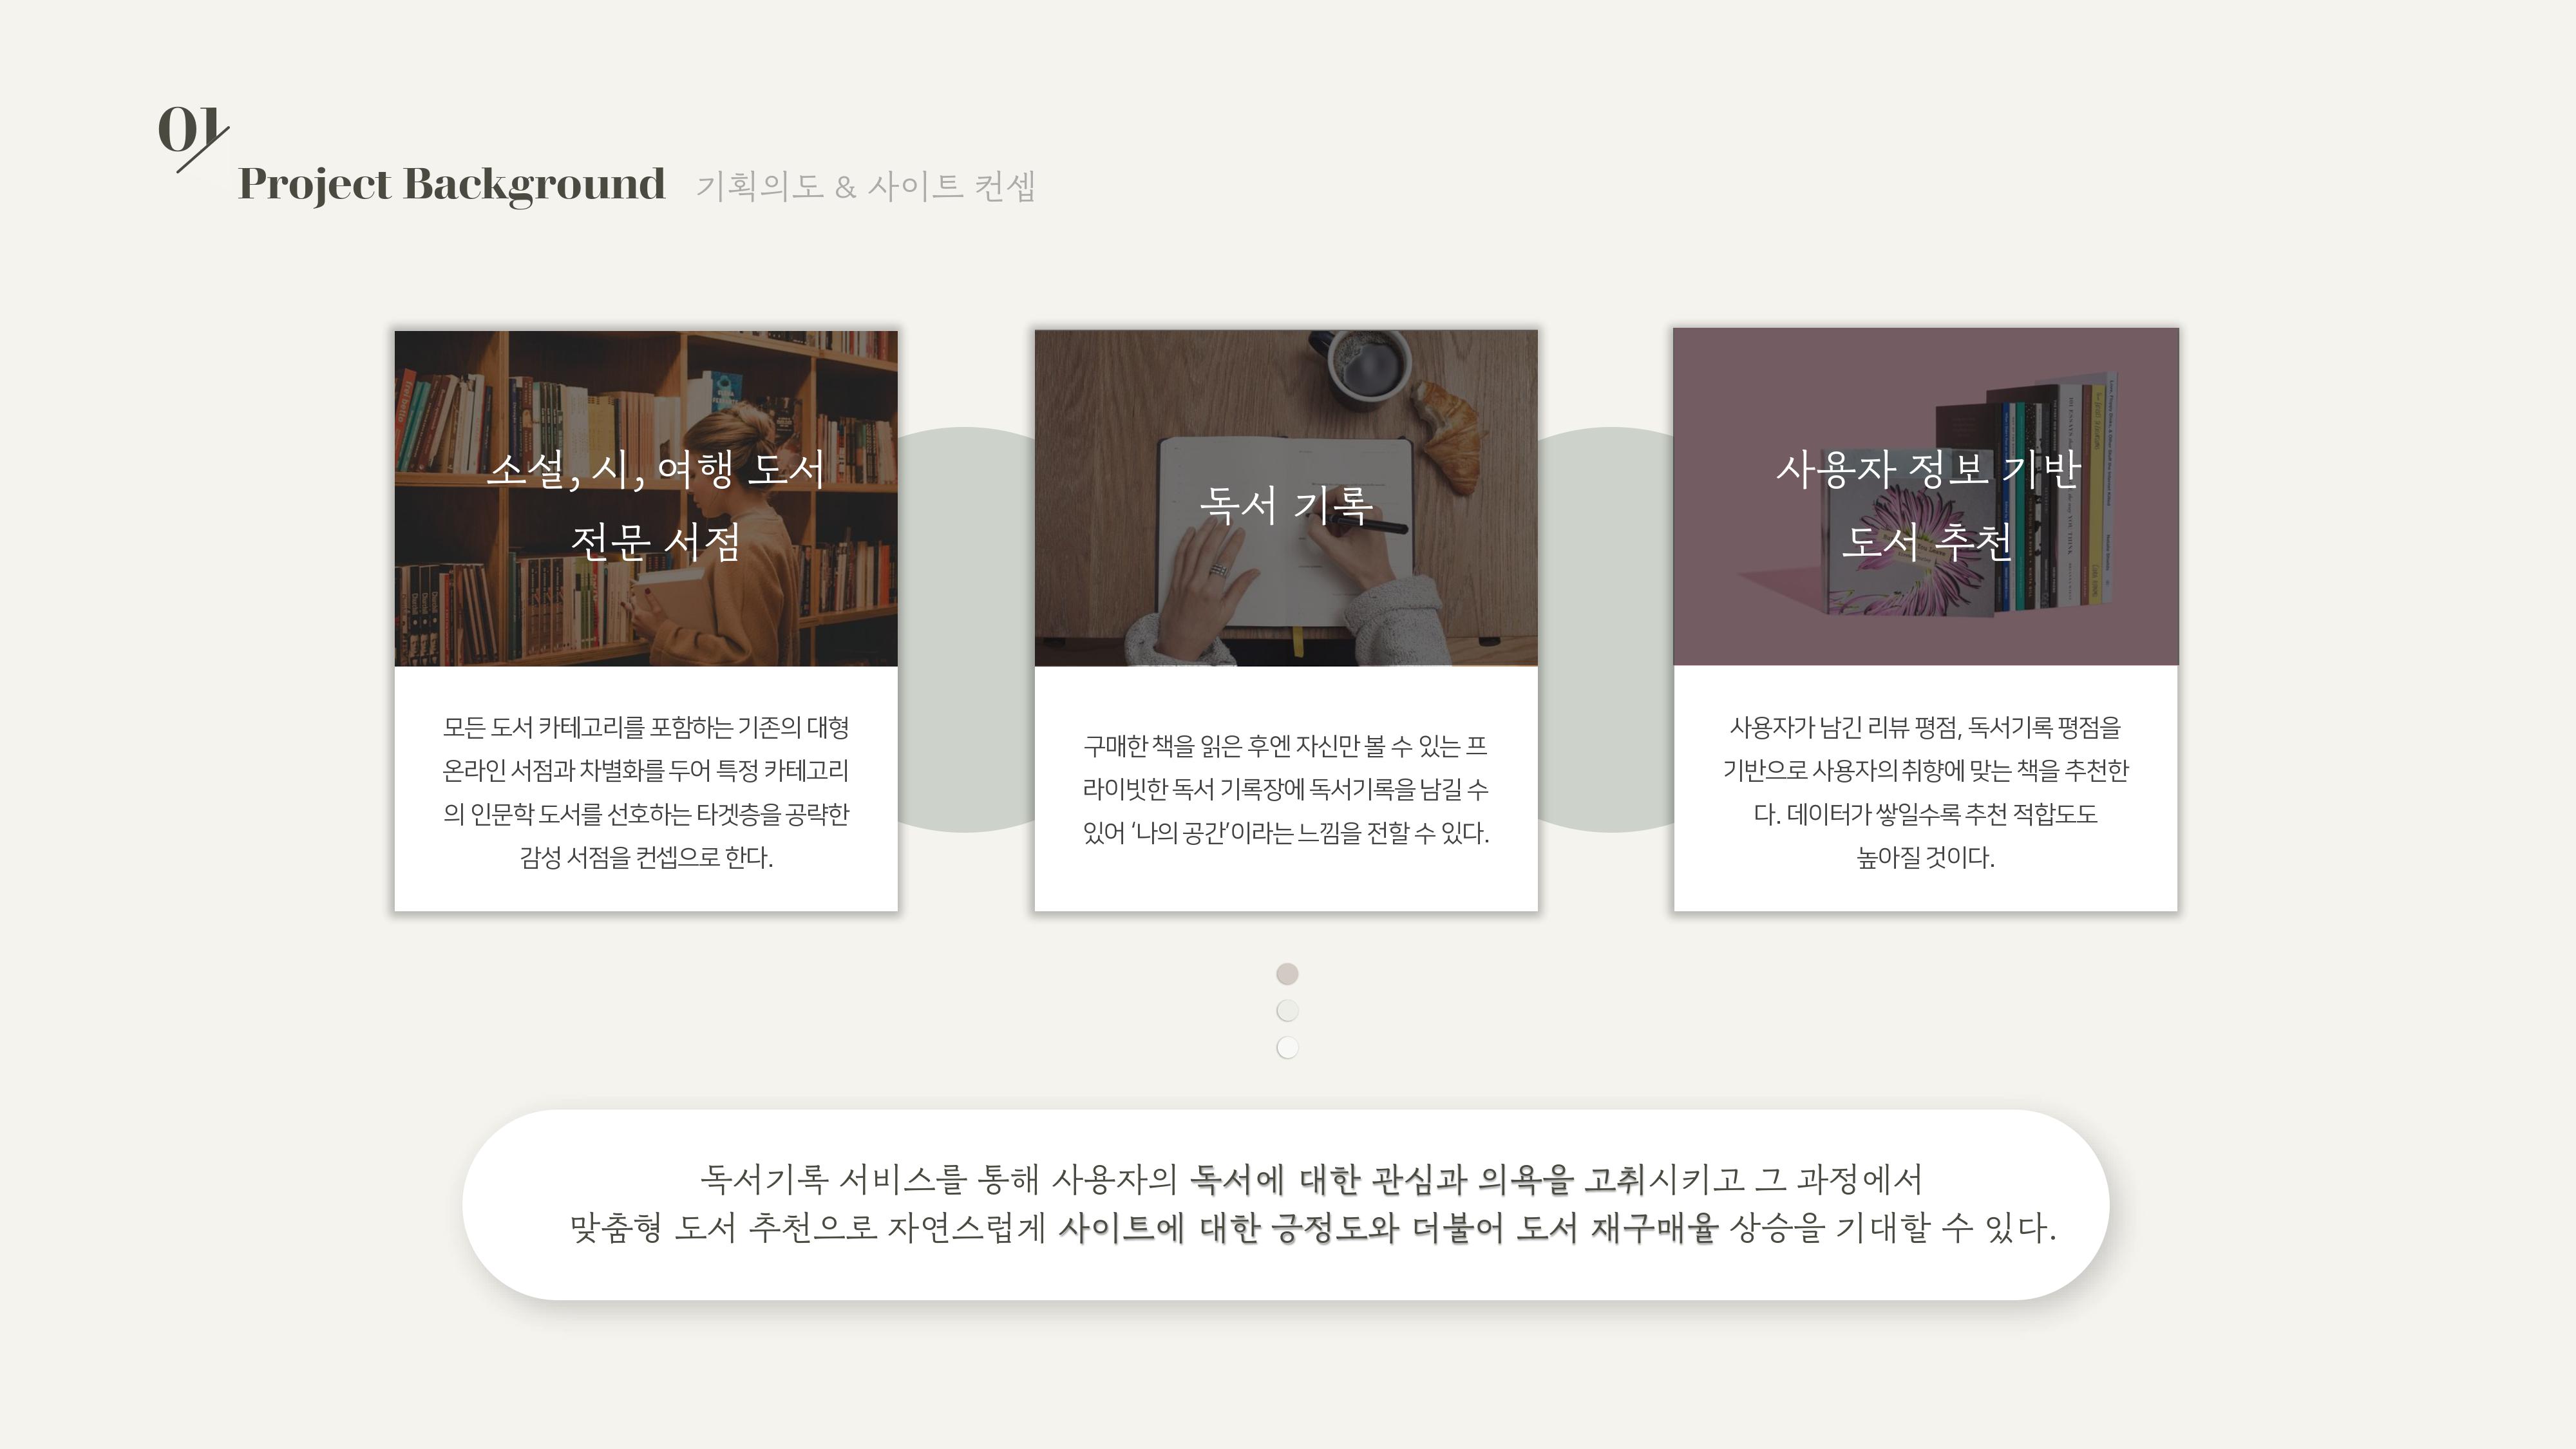 01
Project Background 기획의도 & 사이트 컨셉
소설, 시, 여행 도서
전문 서점
모든 도서 카테고리를 포함하는 기존의 대형
온라인 서점과 차별화를 두어 특정 카테고리
의 인문학 도서를 선호하는 타겟층을 공략한
감성 서점을 컨셉으로 한다.
독서 기록
구매한 책을 읽은 후엔 자신만 볼 수 있는 프
라이빗한 독서 기록장에 독서기록을 남길 수
있어 ‘나의 공간’이라는 느낌을 전할 수 있다.
사용자 정보 기반
도서 추천
사용자가 남긴 리뷰 평점, 독서기록 평점을
기반으로 사용자의 취향에 맞는 책을 추천한
다. 데이터가 쌓일수록 추천 적합도도
높아질 것이다.
독서기록 서비스를 통해 사용자의 독서에 대한 관심과 의욕을 고취시키고 그 과정에서
맞춤형 도서 추천으로 자연스럽게 사이트에 대한 긍정도와 더불어 도서 재구매율 상승을 기대할 수 있다.